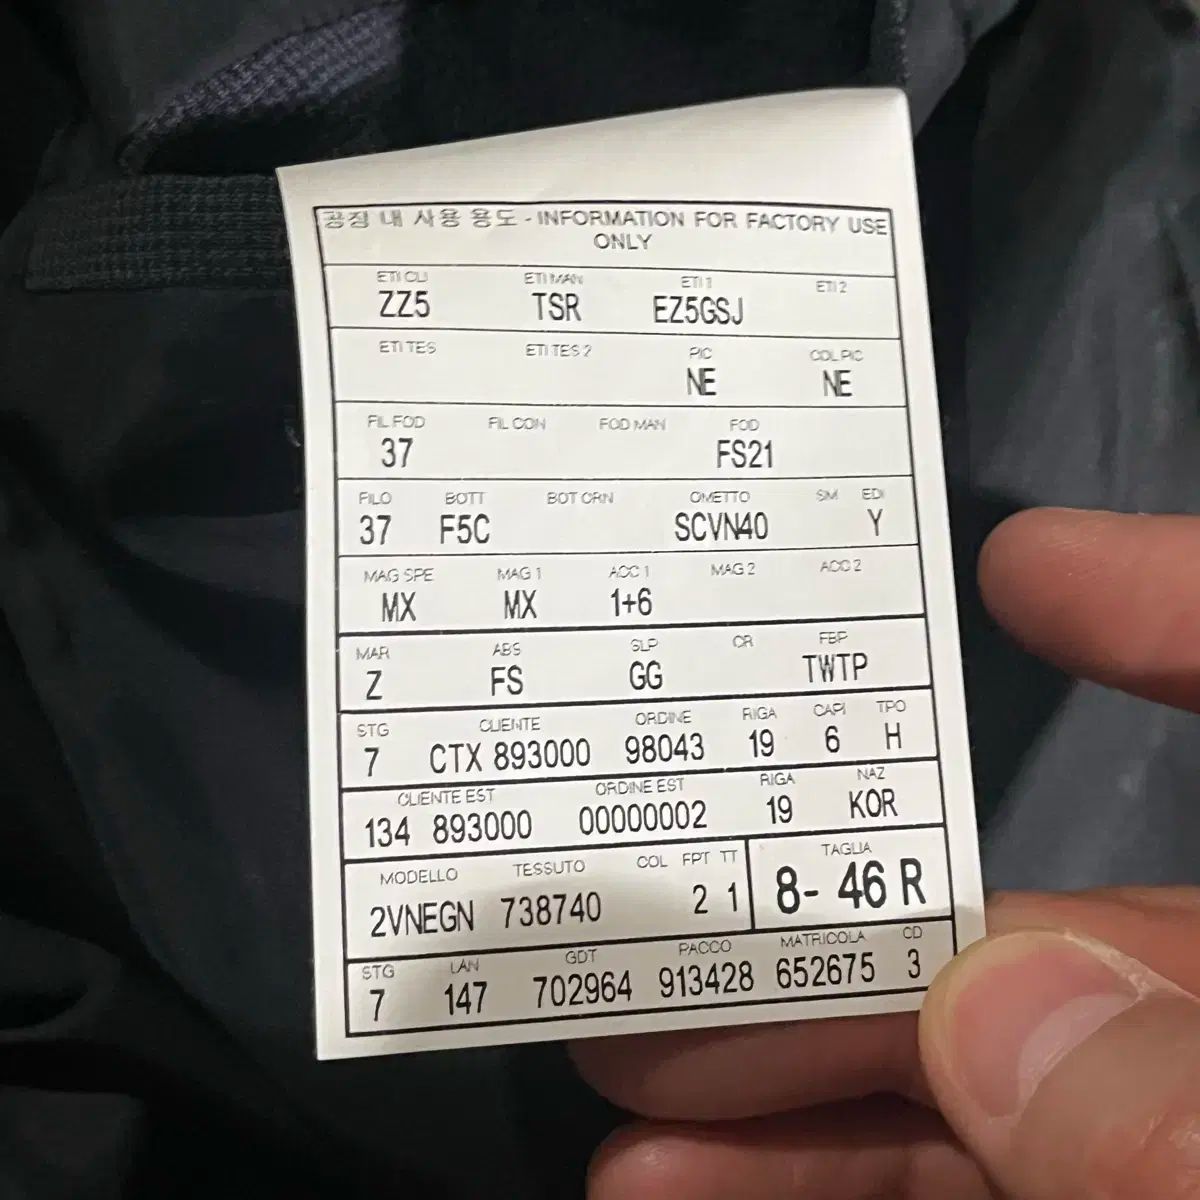 공장 내 사용 용도 - INFORMATION FOR FACTORY USE
ONLY
ETI CLI ETI MAN ETI 1 ETI 2
ZZ5 TSR EZ5GSJ
ETI TES ETI TES 2 PIC COL PIC
NE NE
FIL FOD FIL CON FOD MAN FOD
37 FS21
FILO BOTT BOT CRN OMETTO SM EDI
37 F5C SCVN40 Y
MAG SPE MAG 1 ACC 1 MAG 2 ACC 2
MX MX 1+6
MAR ABS SLP CR FBP
Z FS GG TWTP
STG CLIENTE ORDINE RIGA CAPI TPO
7 CTX 893000 98043 19 6 H
CLIENTE EST ORDINE EST RIGA NAZ
134 893000 00000002 19 KOR
MODELLO TESSUTO COL FPT TT TAGLIA
2VNEGN 738740 2 1 8- 46 R
STG LAN GDT PACCO MATRICOLA CD
7 147 702964 913428 652675 3